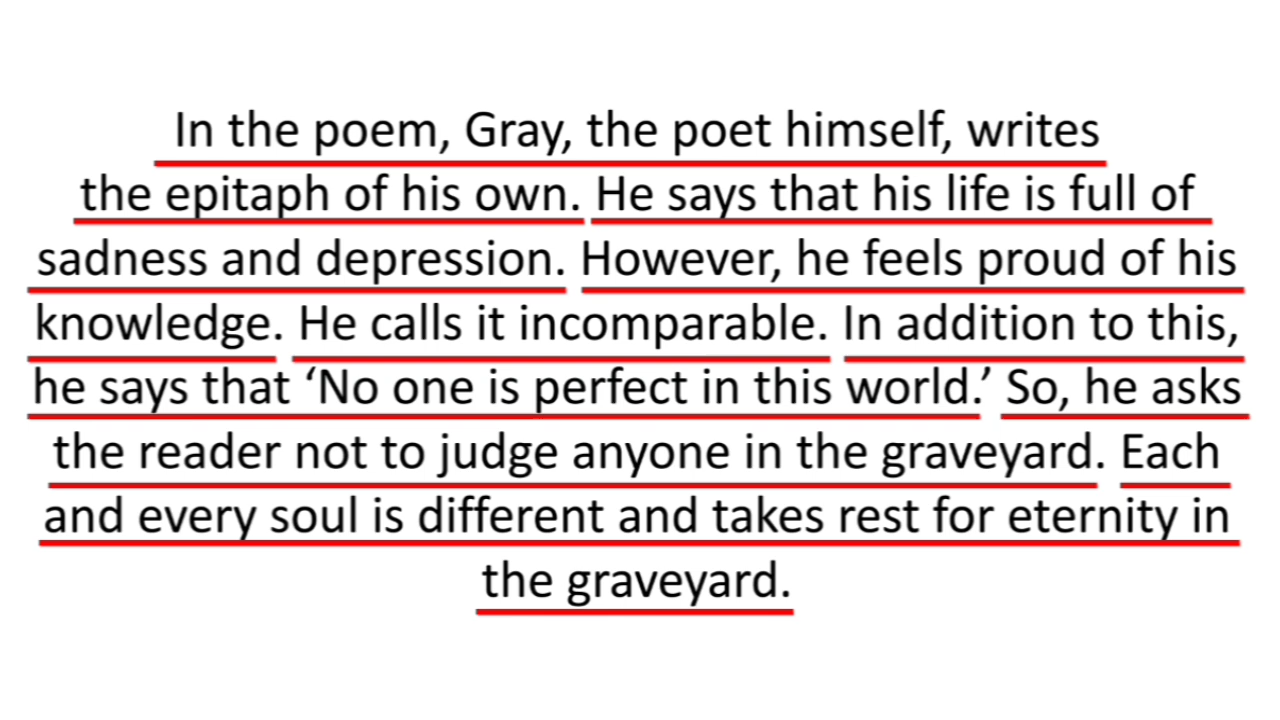 In the poem, Gray, the poet himself, writes
the epitaph of his own. He says that his life is full of
sadness and depression. However, he feels proud of his
knowledge. He calls it incomparable. In addition to this,
he says that ‘No one is perfect in this world.’ So, he asks
the reader not to judge anyone in the graveyard. Each
and every soul is different and takes rest for eternity in
the graveyard.